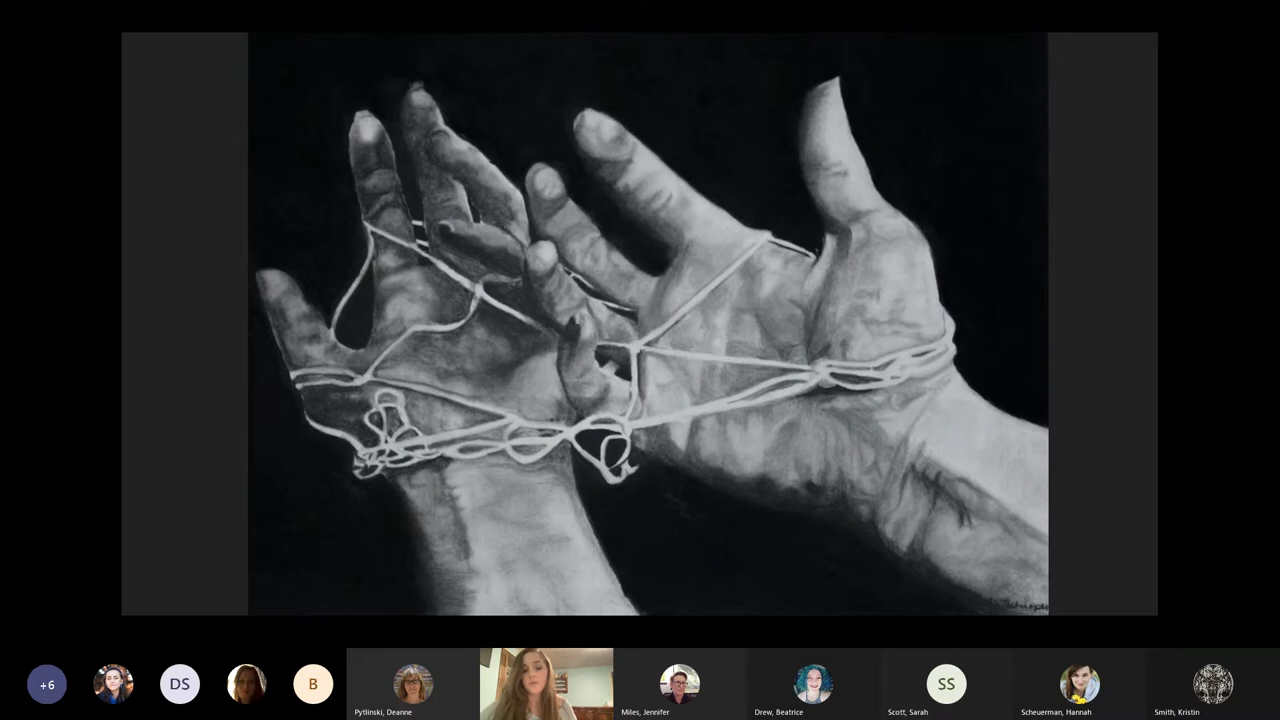 +6
DS
B
Pytlinski, Deanne
Miles, Jennifer
Drew, Beatrice
SS
Scott, Sarah
Scheuerman, Hannah
Smith, Kristin